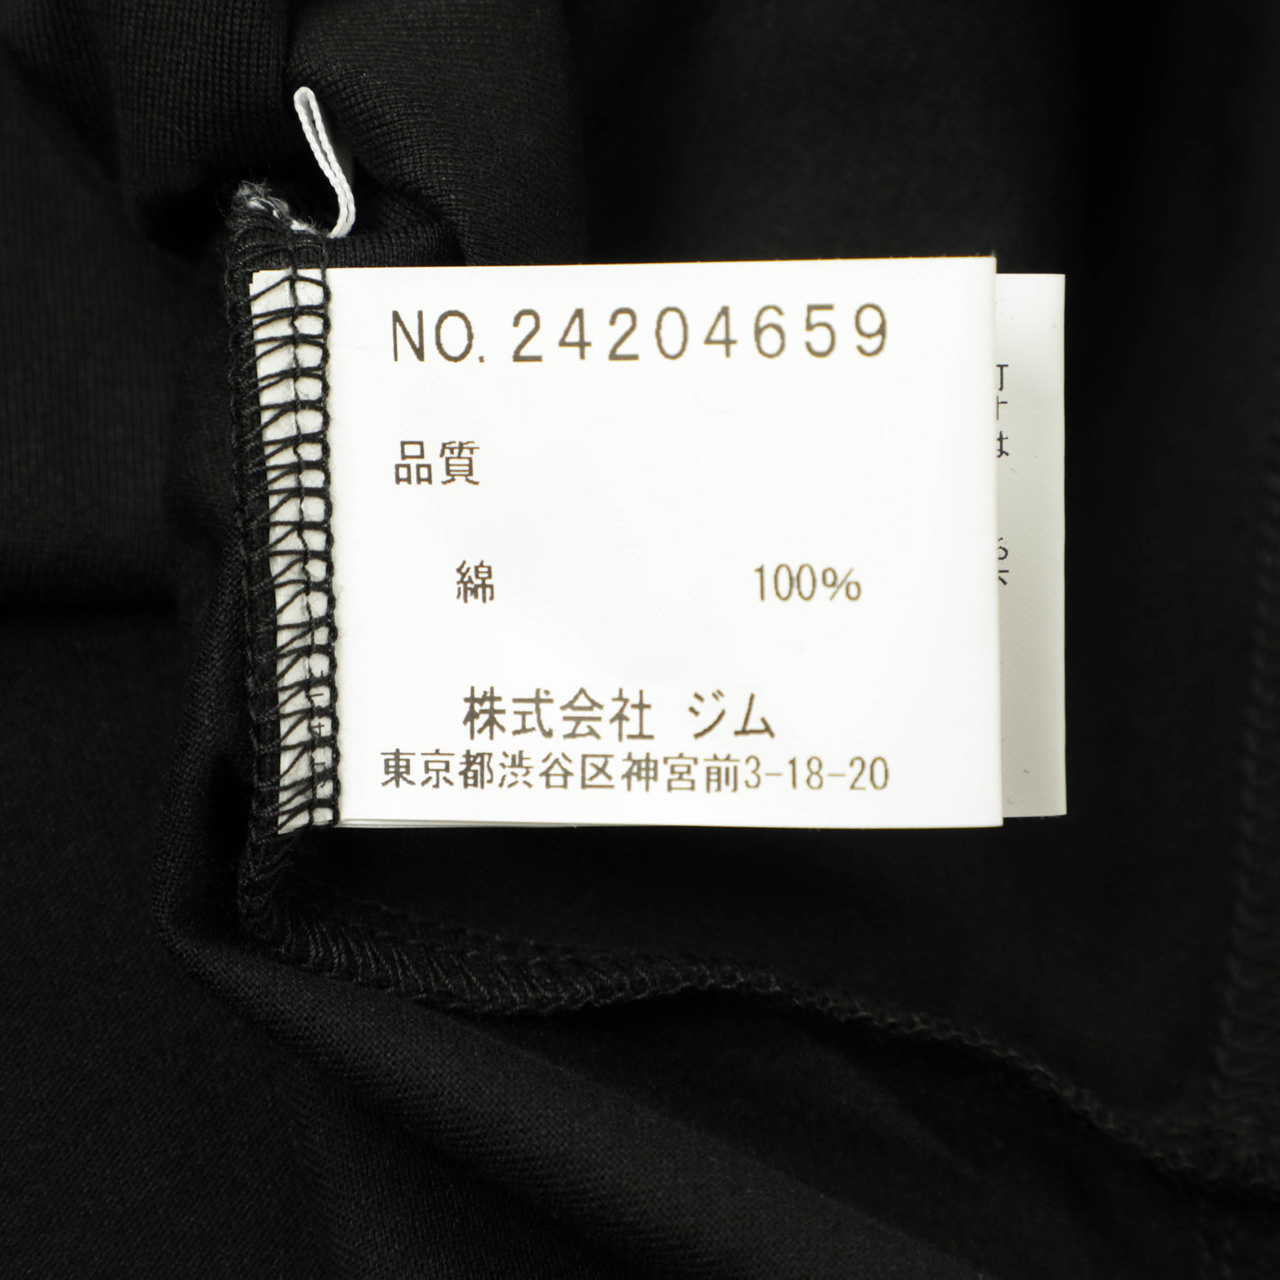 NO. 24204659
品質
綿 100%
株式会社 ジム
東京都渋谷区神宮前3-18-20